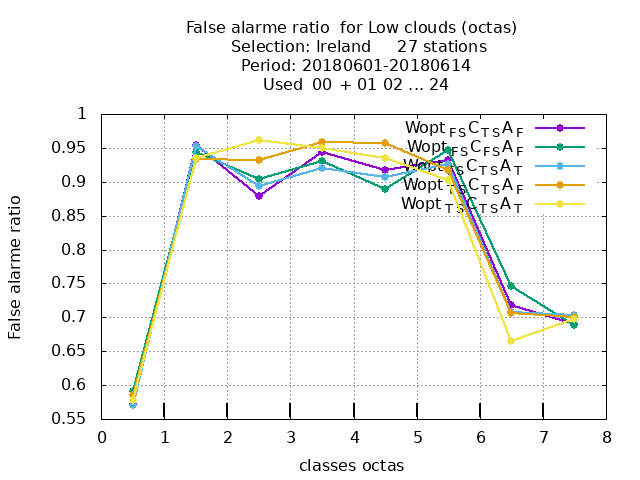 False alarme ratio for Low clouds (octas)
Selection: Ireland 27 stations
Period: 20180601-20180614
Used 00 + 01 02 ... 24
False alarme ratio
1
0.95
0.9
0.85
0.8
0.75
0.7
0.65
0.6
0.55
Wopt FS C TS A F
Wopt FS C FS A F
Wopt FS C TS A T
Wopt TS C TS A F
Wopt TS C TS A T
0 1 2 3 4 5 6 7 8
classes octas